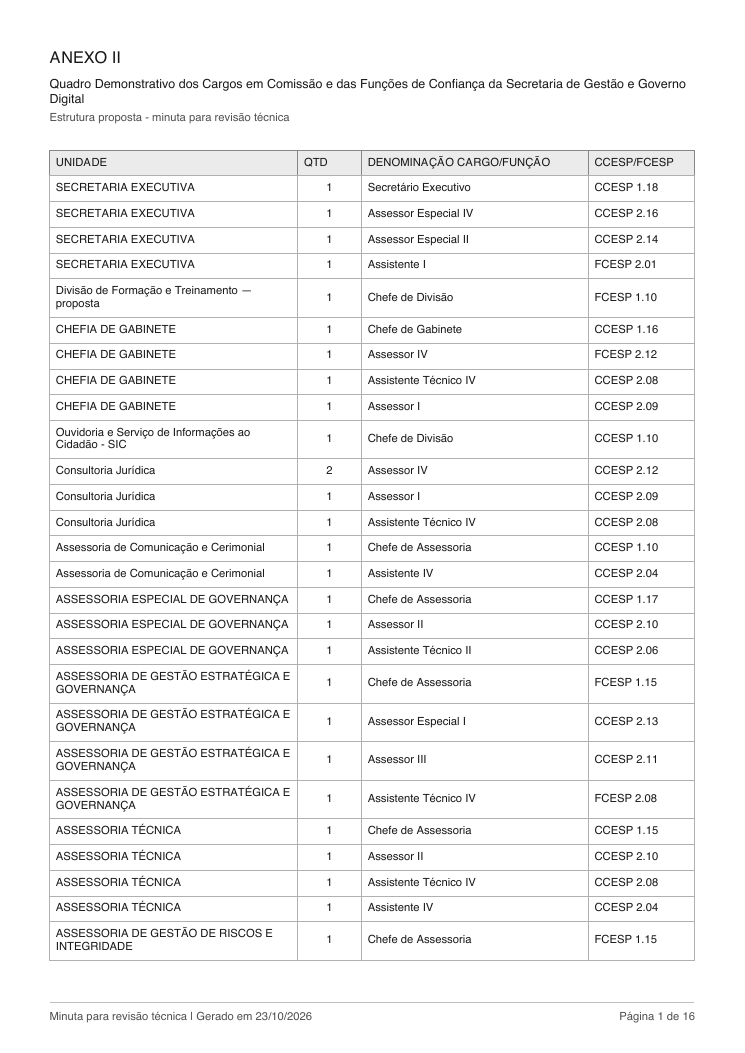 ANEXO II
Quadro Demonstrativo dos Cargos em Comissão e das Funções de Confiança da Secretaria de Gestão e Governo
Digital
Estrutura proposta - minuta para revisão técnica
UNIDADE QTD DENOMINAÇÃO CARGO/FUNÇÃO CCESP/FCESP
SECRETARIA EXECUTIVA 1 Secretário Executivo CCESP 1.18
SECRETARIA EXECUTIVA 1 Assessor Especial IV CCESP 2.16
SECRETARIA EXECUTIVA 1 Assessor Especial II CCESP 2.14
SECRETARIA EXECUTIVA 1 Assistente I FCESP 2.01
Divisão de Formação e Treinamento —
proposta 1 Chefe de Divisão FCESP 1.10
CHEFIA DE GABINETE 1 Chefe de Gabinete CCESP 1.16
CHEFIA DE GABINETE 1 Assessor IV FCESP 2.12
CHEFIA DE GABINETE 1 Assistente Técnico IV CCESP 2.08
CHEFIA DE GABINETE 1 Assessor I CCESP 2.09
Ouvidoria e Serviço de Informações ao
Cidadão - SIC 1 Chefe de Divisão CCESP 1.10
Consultoria Jurídica 2 Assessor IV CCESP 2.12
Consultoria Jurídica 1 Assessor I CCESP 2.09
Consultoria Jurídica 1 Assistente Técnico IV CCESP 2.08
Assessoria de Comunicação e Cerimonial 1 Chefe de Assessoria CCESP 1.10
Assessoria de Comunicação e Cerimonial 1 Assistente IV CCESP 2.04
ASSESSORIA ESPECIAL DE GOVERNANÇA 1 Chefe de Assessoria CCESP 1.17
ASSESSORIA ESPECIAL DE GOVERNANÇA 1 Assessor II CCESP 2.10
ASSESSORIA ESPECIAL DE GOVERNANÇA 1 Assistente Técnico II CCESP 2.06
ASSESSORIA DE GESTÃO ESTRATÉGICA E
GOVERNANÇA 1 Chefe de Assessoria FCESP 1.15
ASSESSORIA DE GESTÃO ESTRATÉGICA E
GOVERNANÇA 1 Assessor Especial I CCESP 2.13
ASSESSORIA DE GESTÃO ESTRATÉGICA E
GOVERNANÇA 1 Assessor III CCESP 2.11
ASSESSORIA DE GESTÃO ESTRATÉGICA E
GOVERNANÇA 1 Assistente Técnico IV FCESP 2.08
ASSESSORIA TÉCNICA 1 Chefe de Assessoria CCESP 1.15
ASSESSORIA TÉCNICA 1 Assessor II CCESP 2.10
ASSESSORIA TÉCNICA 1 Assistente Técnico IV CCESP 2.08
ASSESSORIA TÉCNICA 1 Assistente IV CCESP 2.04
ASSESSORIA DE GESTÃO DE RISCOS E
INTEGRIDADE 1 Chefe de Assessoria FCESP 1.15
Minuta para revisão técnica | Gerado em 23/10/2026 Página 1 de 16